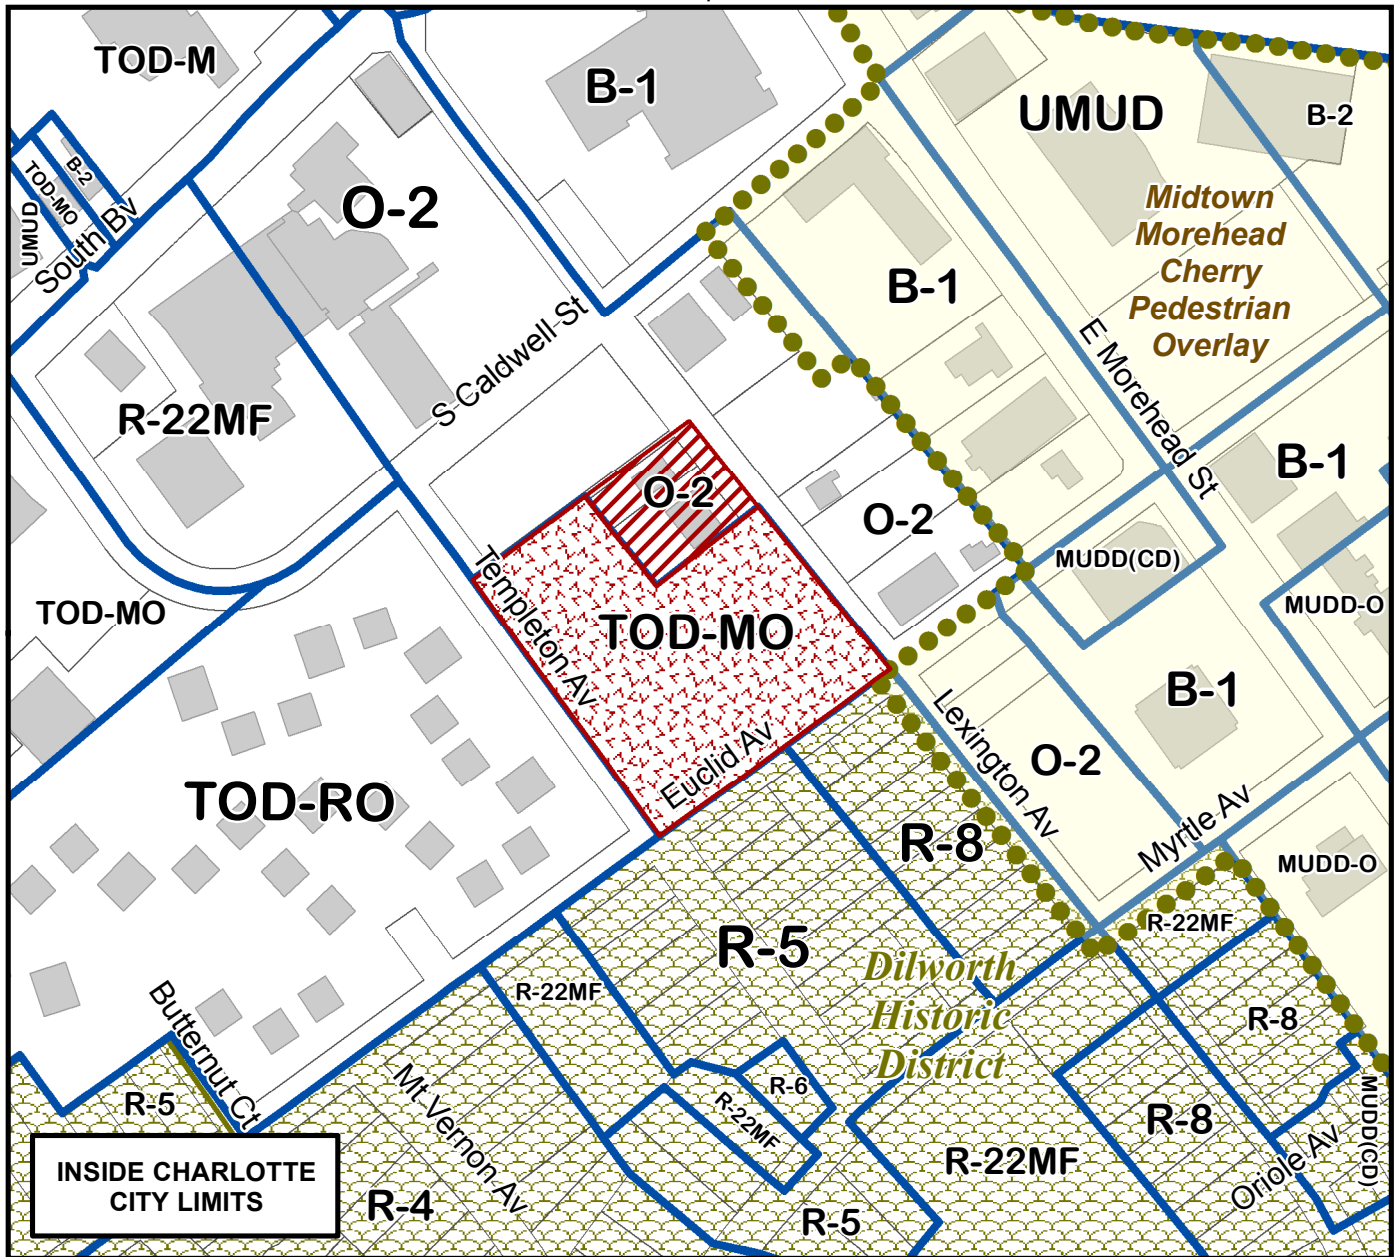 TOD-M
B-1
UMUD
B-2
B-2
TOD-MO
UMUD
South Bv
O-2
Midtown
Morehead
Cherry
Pedestrian
Overlay
B-1
S Caldwell St
E Morehead St
R-22MF
O-2
O-2
B-1
MUDD(CD)
MUDD-O
TOD-MO
Templeton Av
TOD-MO
Euclid Av
Lexington Av
B-1
O-2
TOD-RO
R-8
Myrtle Av
MUDD-O
R-22MF
R-5
Dilworth
Historic
District
R-22MF
R-8
Butternut Ct
R-5
Mt Vernon Av
R-6
R-22MF
R-8
MUDD(CD)
Oriole Av
R-22MF
INSIDE CHARLOTTE
CITY LIMITS
R-4
R-5